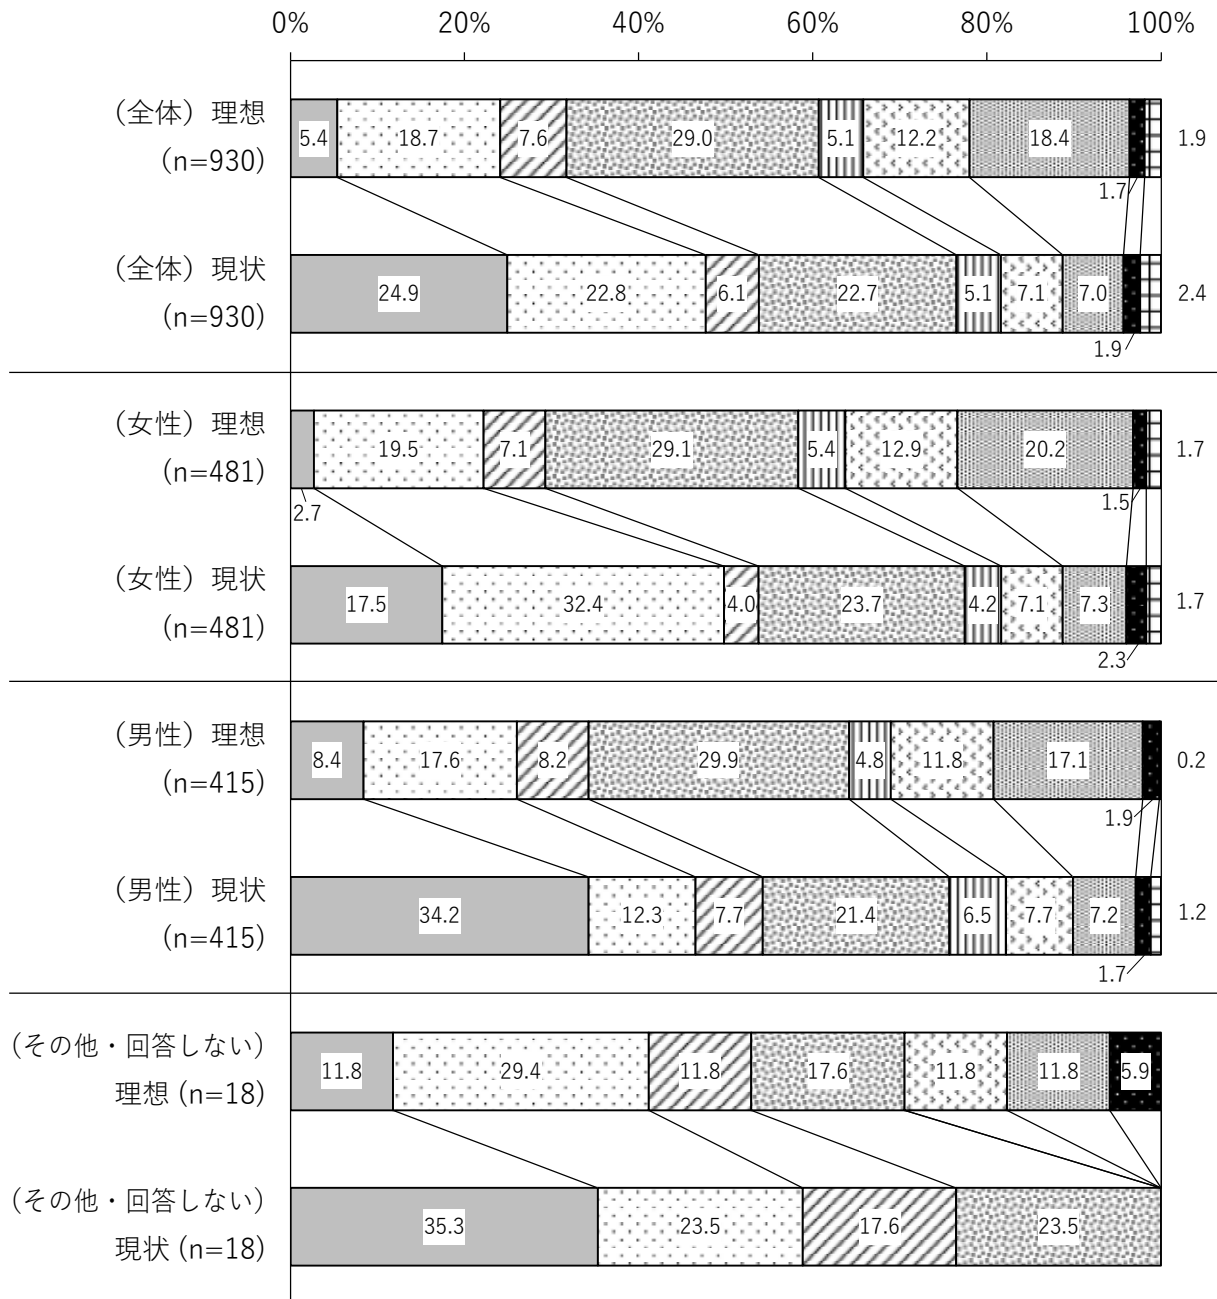 0% 20% 40% 60% 80% 100%
（全体）理想
(n=930)
5.4 18.7 7.6 29.0 5.1 12.2 18.4 1.9
1.7
（全体）現状
(n=930)
24.9 22.8 6.1 22.7 5.1 7.1 7.0 2.4
1.9
（女性）理想
(n=481)
19.5 7.1 29.1 5.4 12.9 20.2 1.7
2.7 1.5
（女性）現状
(n=481)
17.5 32.4 4.0 23.7 4.2 7.1 7.3 1.7
2.3
（男性）理想
(n=415)
8.4 17.6 8.2 29.9 4.8 11.8 17.1 0.2
1.9
（男性）現状
(n=415)
34.2 12.3 7.7 21.4 6.5 7.7 7.2 1.2
1.7
（その他・回答しない）
理想 (n=18)
11.8 29.4 11.8 17.6 11.8 11.8 5.9
（その他・回答しない）
現状 (n=18)
35.3 23.5 17.6 23.5